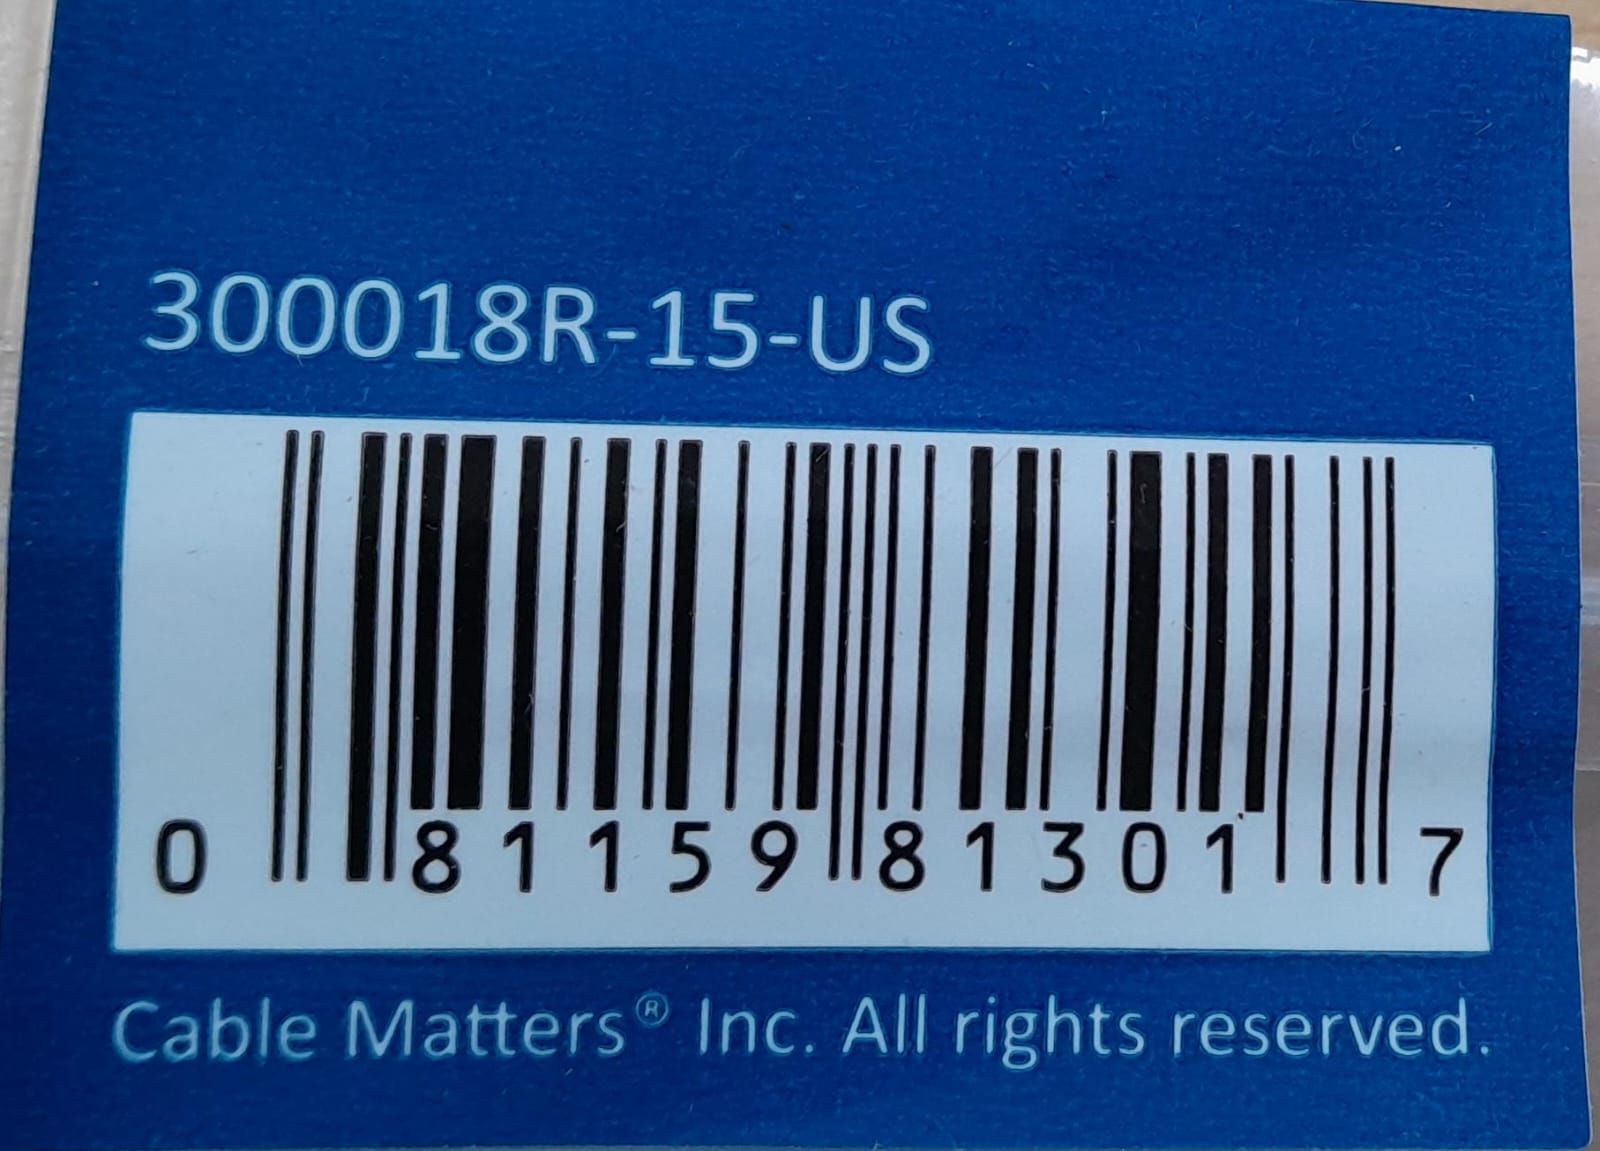 300018R-15-US
0 81159 81301 7
Cable Matters® Inc. All rights reserved.